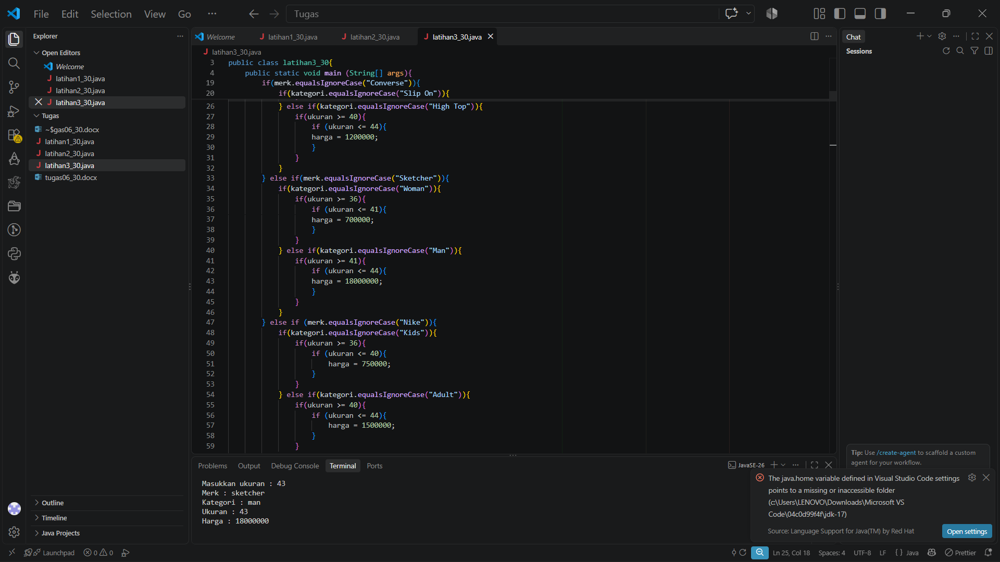 File Edit Selection View Go
Tugas
Explorer
Open Editors
Welcome
latihan1_30.java
latihan2_30.java
latihan3_30.java
Tugas
~$gas06_30.docx
latihan1_30.java
latihan2_30.java
latihan3_30.java
tugas06_30.docx
Outline
Timeline
Java Projects
Welcome
latihan1_30.java
latihan2_30.java
latihan3_30.java
latihan3_30.java
3 public class latihan3_30{
4 public static void main (String[] args){
19 if(merk.equalsIgnoreCase("Converse")){
20 if(kategori.equalsIgnoreCase("Slip On")){
26 } else if(kategori.equalsIgnoreCase("High Top")){
27 if(ukuran >= 40){
28 if (ukuran <= 44){
29 harga = 1200000;
30 }
31 }
32 }
33 } else if(merk.equalsIgnoreCase("Sketcher")){
34 if(kategori.equalsIgnoreCase("Woman")){
35 if(ukuran >= 36){
36 if (ukuran <= 41){
37 harga = 700000;
38 }
39 }
40 } else if(kategori.equalsIgnoreCase("Man")){
41 if(ukuran >= 41){
42 if (ukuran <= 44){
43 harga = 18000000;
44 }
45 }
46 }
47 } else if (merk.equalsIgnoreCase("Nike")){
48 if(kategori.equalsIgnoreCase("Kids")){
49 if(ukuran >= 36){
50 if (ukuran <= 40){
51 harga = 750000;
52 }
53 }
54 } else if(kategori.equalsIgnoreCase("Adult")){
55 if(ukuran >= 40){
56 if (ukuran <= 44){
57 harga = 1500000;
58 }
59 }
Problems Output Debug Console Terminal Ports
JavaSE-26
Masukkan ukuran : 43
Merk : sketcher
Kategori : man
Ukuran : 43
Harga : 18000000
Chat
Sessions
Tip: Use /create-agent to scaffold a custom
agent for your workflow.
The java.home variable defined in Visual Studio Code settings
points to a missing or inaccessible folder
(c:\Users\LENOVO\Downloads\Microsoft VS
Code\04c0d99f4f\jdk-17)
Source: Language Support for Java(TM) by Red Hat
Open settings
Launchpad 0 0
Ln 25, Col 18 Spaces: 4 UTF-8 LF {} Java Prettier